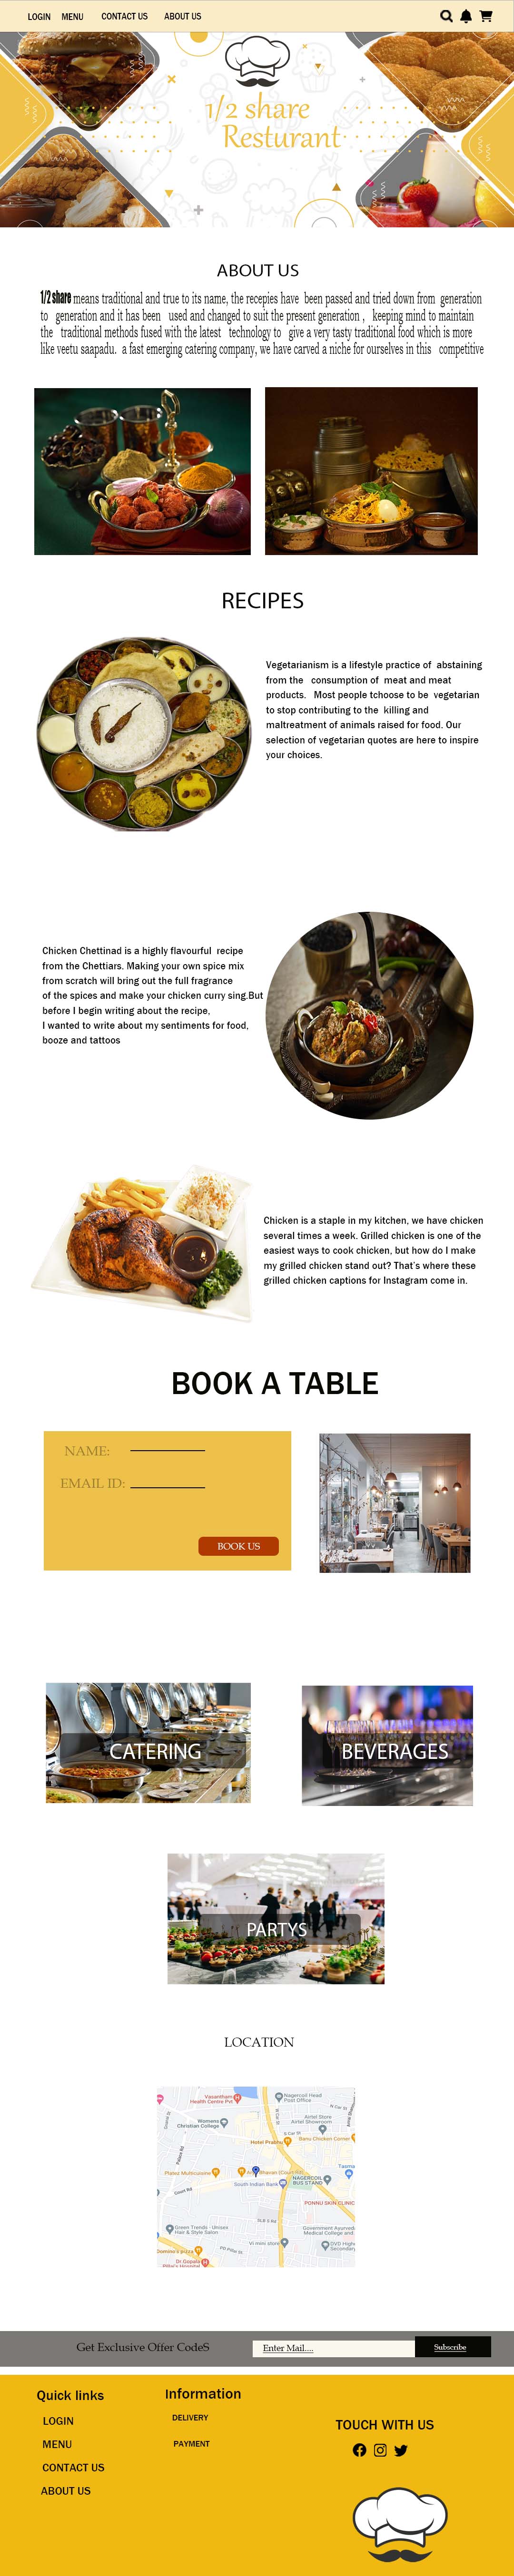 LOGIN MENU CONTACT US ABOUT US
1/2 share
Resturant
ABOUT US
1/2 share means traditional and true to its name, the recepies have been passed and tried down from generation
to generation and it has been used and changed to suit the present generation , keeping mind to maintain
the traditional methods fused with the latest technology to give a very tasty traditional food which is more
like veetu saapadu. a fast emerging catering company, we have carved a niche for ourselves in this competitive
RECIPES
Vegetarianism is a lifestyle practice of abstaining
from the consumption of meat and meat
products. Most people tchoose to be vegetarian
to stop contributing to the killing and
maltreatment of animals raised for food. Our
selection of vegetarian quotes are here to inspire
your choices.
Chicken Chettinad is a highly flavourful recipe
from the Chettiars. Making your own spice mix
from scratch will bring out the full fragrance
of the spices and make your chicken curry sing.But
before I begin writing about the recipe,
I wanted to write about my sentiments for food,
booze and tattoos
Chicken is a staple in my kitchen, we have chicken
several times a week. Grilled chicken is one of the
easiest ways to cook chicken, but how do I make
my grilled chicken stand out? That's where these
grilled chicken captions for Instagram come in.
BOOK A TABLE
NAME:
EMAIL ID:
BOOK US
CATERING
BEVERAGES
PARTYS
LOCATION
Vasantham
Health Centre Pvt
Nagercoil Head
Post Office
Womens
Christian College
Airtel Store
Airtel Showroom
Hotel Prabhu
Banu Chicken Corner
Platez Multicuisine
South Indian Bank
NAGERCOIL
BUS STAND
PONNU SKIN CLINIC
Green Trends - Unisex
Hair & Style Salon
Government Ayurved
Medical College and
Vi mini store
DVD High
Secondary
Domino's Pizza
Dr Gapala
Get Exclusive Offer CodeS
Enter Mail....
Subscribe
Quick links
LOGIN
MENU
CONTACT US
ABOUT US
Information
DELIVERY
PAYMENT
TOUCH WITH US